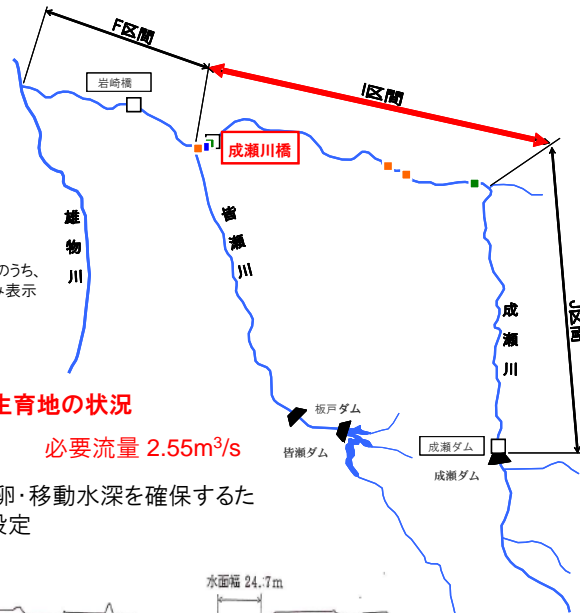 F区間
岩崎橋
I区間
成瀬川橋
皆瀬川
雄物川
のうち、
み表示
成瀬川
J区間
生育地の状況
必要流量 2.55m³/s
板戸ダム
皆瀬ダム
成瀬ダム
成瀬ダム
卵・移動水深を確保するた
設定
水面幅 24.7m